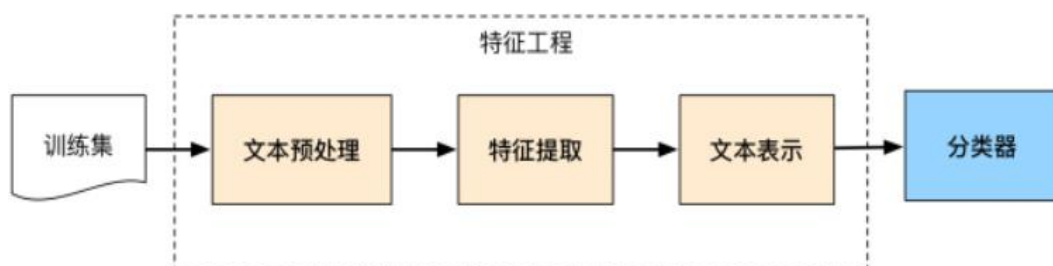 特征工程
训练集
文本预处理
特征提取
文本表示
分类器